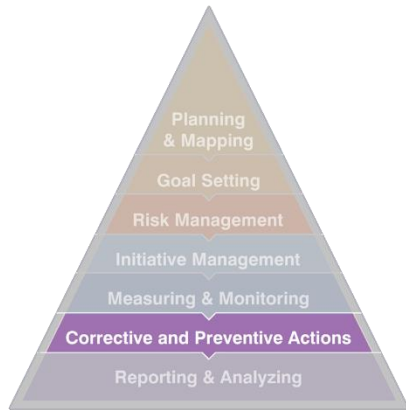 Planning
& Mapping
Goal Setting
Risk Management
Initiative Management
Measuring & Monitoring
Corrective and Preventive Actions
Reporting & Analyzing